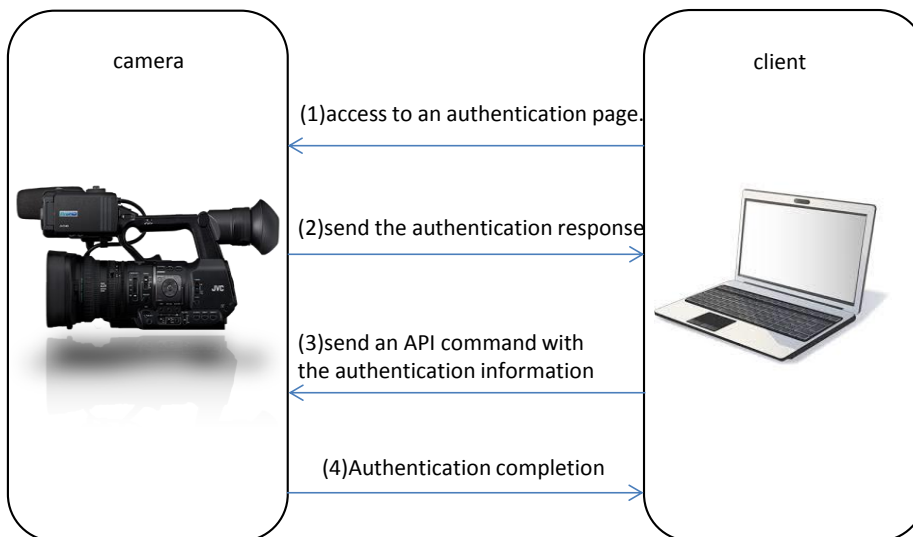 camera
client
(1)access to an authentication page.
(2)send the authentication response
(3)send an API command with
the authentication information
(4)Authentication completion
JVC